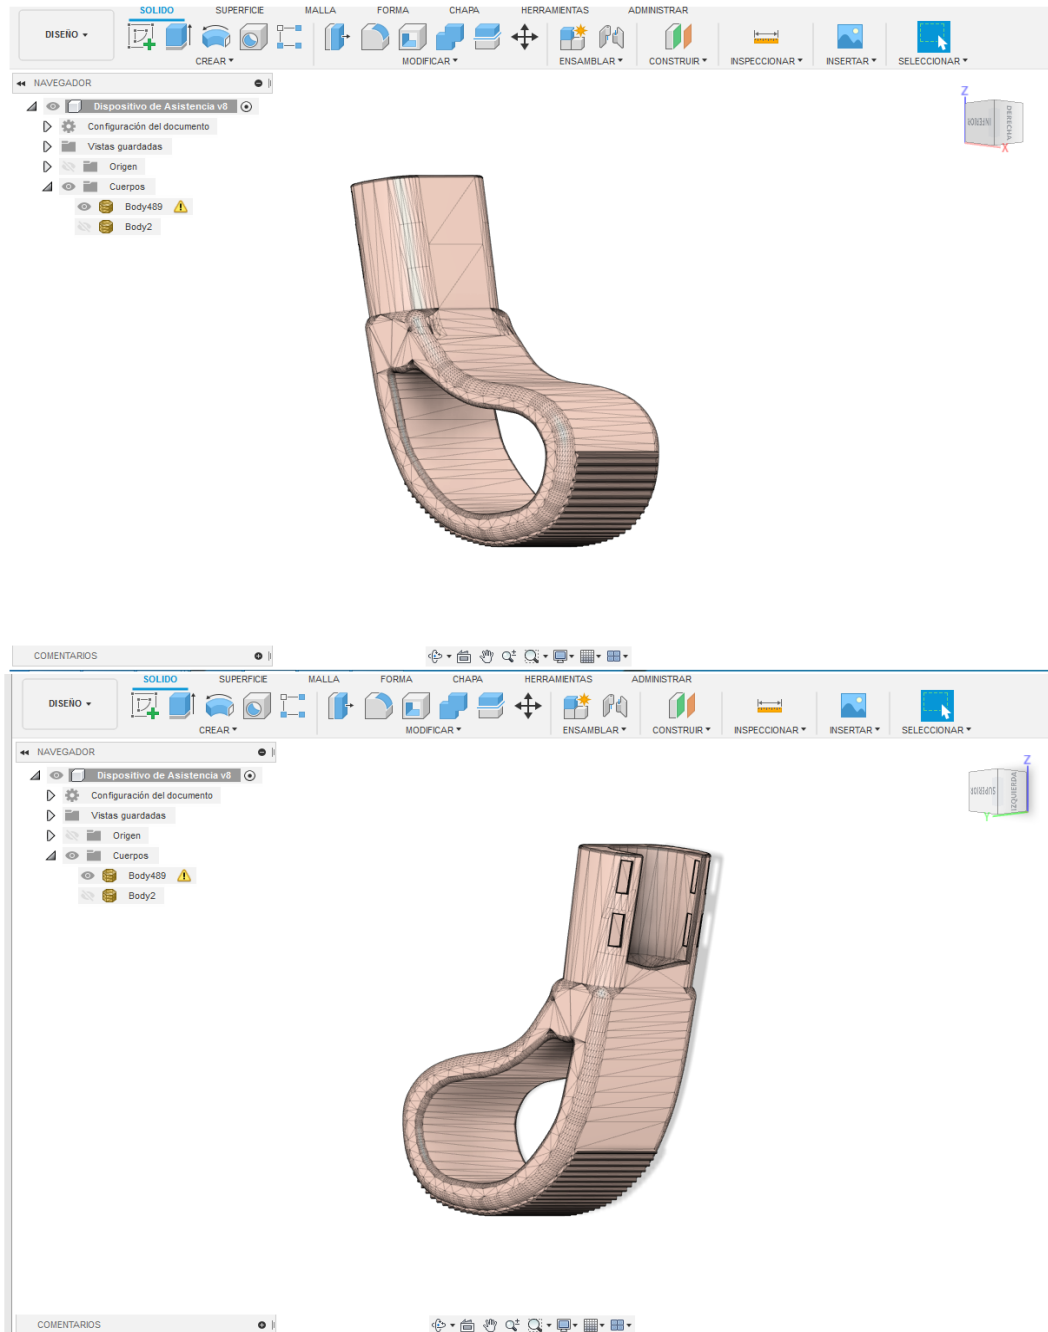 SOLIDO SUPERFICIE MALLA FORMA CHAPA HERRAMIENTAS ADMINISTRAR
DISEÑO
CREAR MODIFICAR ENSAMBLAR CONSTRUIR INSPECCIONAR INSERTAR SELECCIONAR
NAVEGADOR
Dispositivo de Asistencia v8
Configuración del documento
Vistas guardadas
Origen
Cuerpos
Body489
Body2
Z
INFERIOR DERECHA
X
COMENTARIOS
SOLIDO SUPERFICIE MALLA FORMA CHAPA HERRAMIENTAS ADMINISTRAR
DISEÑO
CREAR MODIFICAR ENSAMBLAR CONSTRUIR INSPECCIONAR INSERTAR SELECCIONAR
NAVEGADOR
Dispositivo de Asistencia v8
Configuración del documento
Vistas guardadas
Origen
Cuerpos
Body489
Body2
Z
SUPERIOR IZQUIERDA
Y
COMENTARIOS